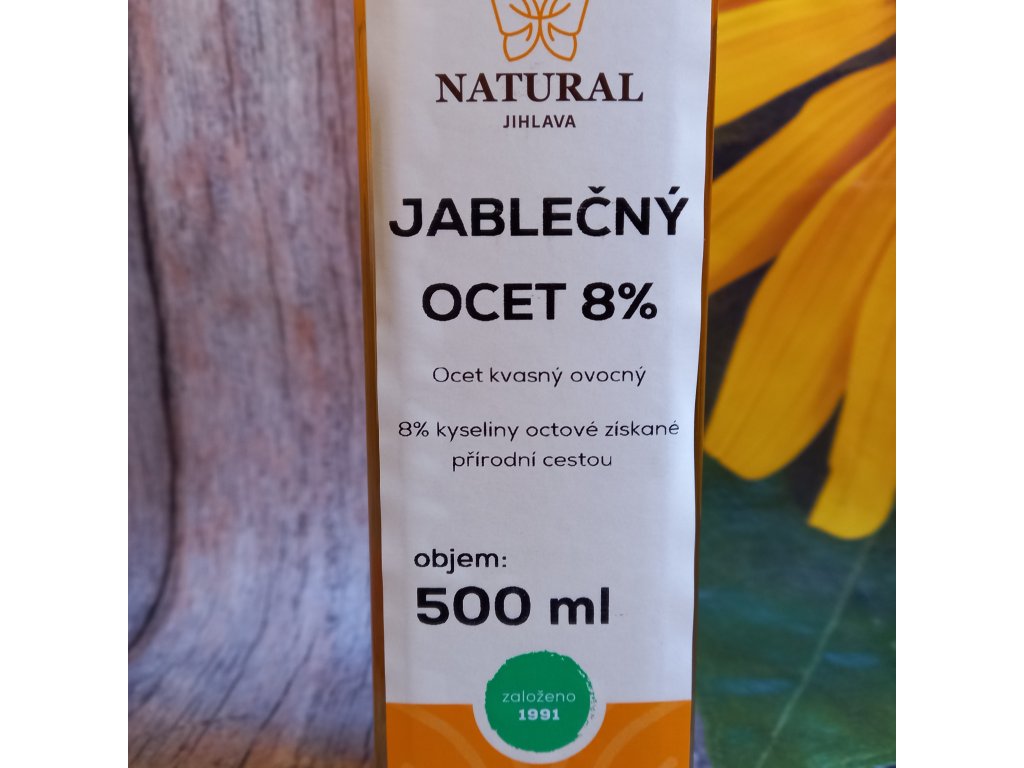 NATURAL
JIHLAVA
JABLEČNÝ
OCET 8%
Ocet kvasný ovocný
8% kyseliny octové získané
přírodní cestou
objem:
500 ml
založeno
1991